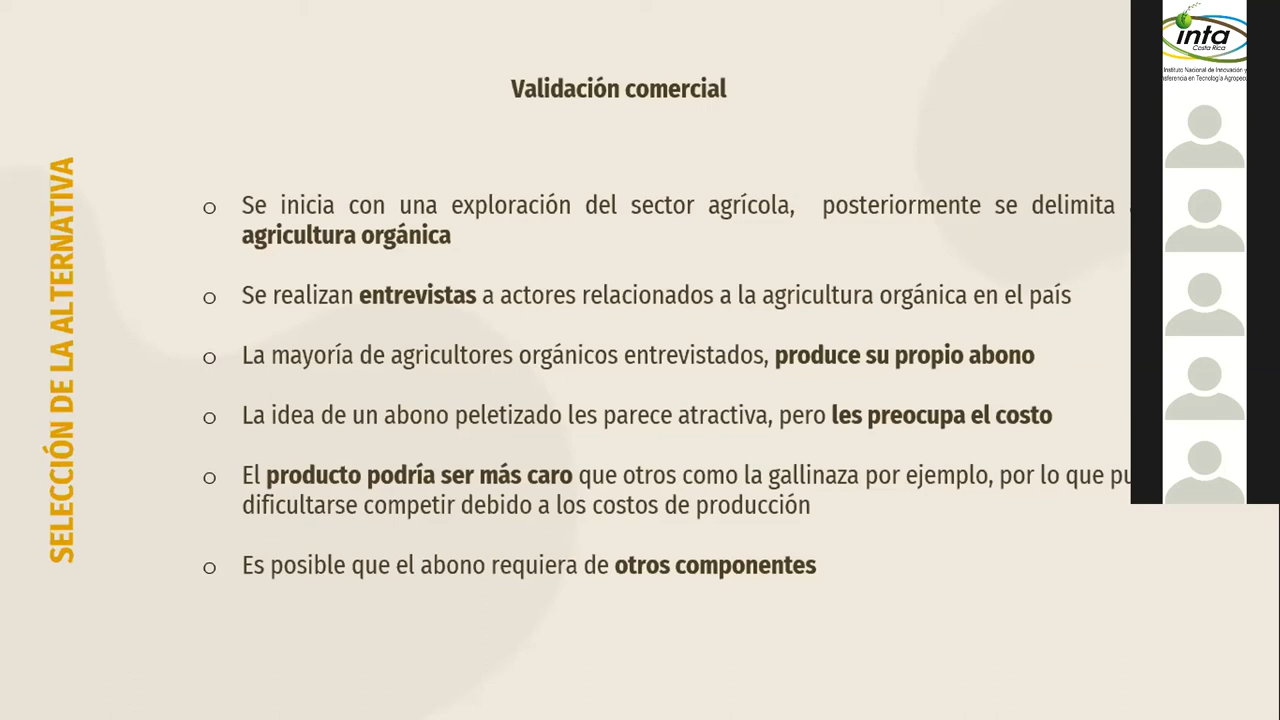 Validación comercial
SELECCIÓN DE LA ALTERNATIVA
o Se inicia con una exploración del sector agrícola, posteriormente se delimita
agricultura orgánica
o Se realizan entrevistas a actores relacionados a la agricultura orgánica en el país
o La mayoría de agricultores orgánicos entrevistados, produce su propio abono
o La idea de un abono peletizado les parece atractiva, pero les preocupa el costo
o El producto podría ser más caro que otros como la gallinaza por ejemplo, por lo que
dificultarse competir debido a los costos de producción
o Es posible que el abono requiera de otros componentes
inta
Costa Rica
Instituto Nacional de Innovación y
en Tecnología